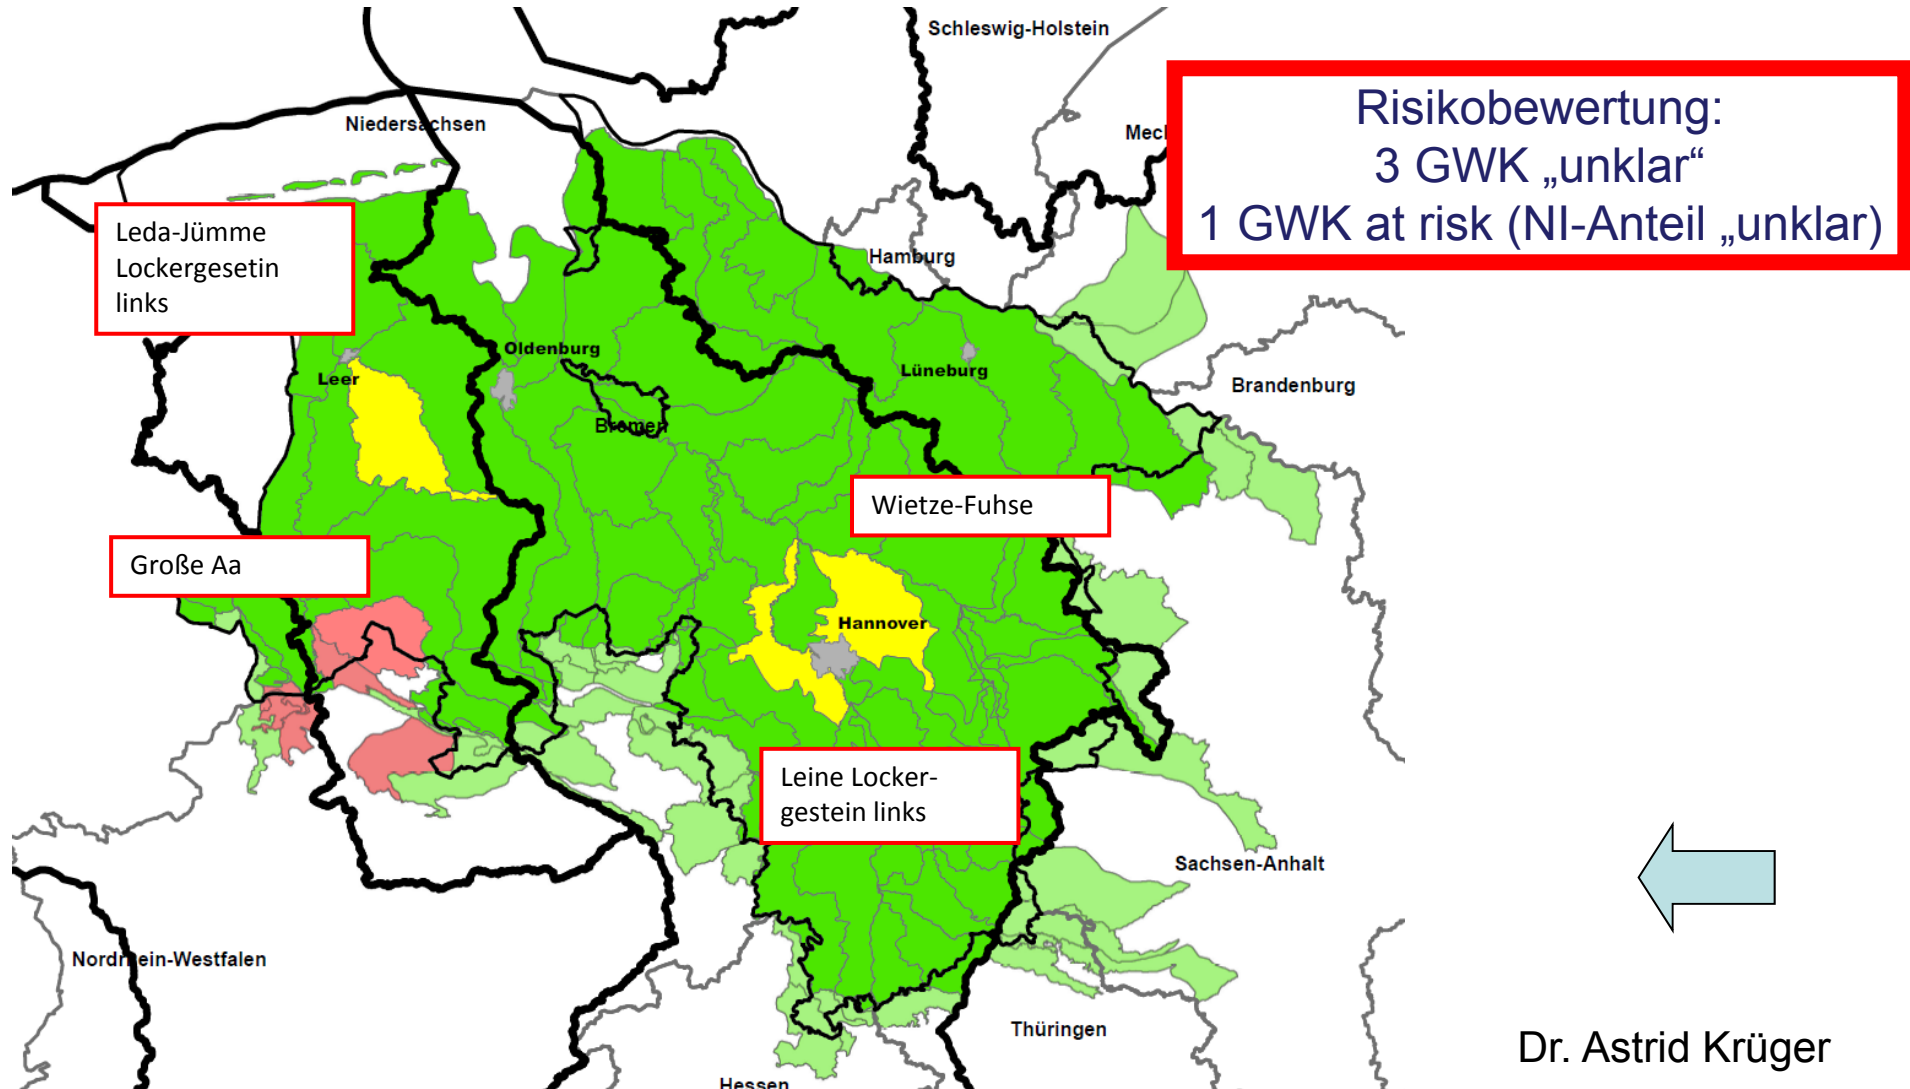 Schleswig-Holstein
Niedersachsen
Meck
Risikobewertung:
3 GWK „unklar“
1 GWK at risk (NI-Anteil „unklar)
Leda-Jümme
Lockergesetin
links
Hamburg
Oldenburg
Leer
Lüneburg
Brandenburg
Bremen
Wietze-Fuhse
Große Aa
Hannover
Leine Locker-
gestein links
Sachsen-Anhalt
Nordrhein-Westfalen
Thüringen
Dr. Astrid Krüger
Hessen